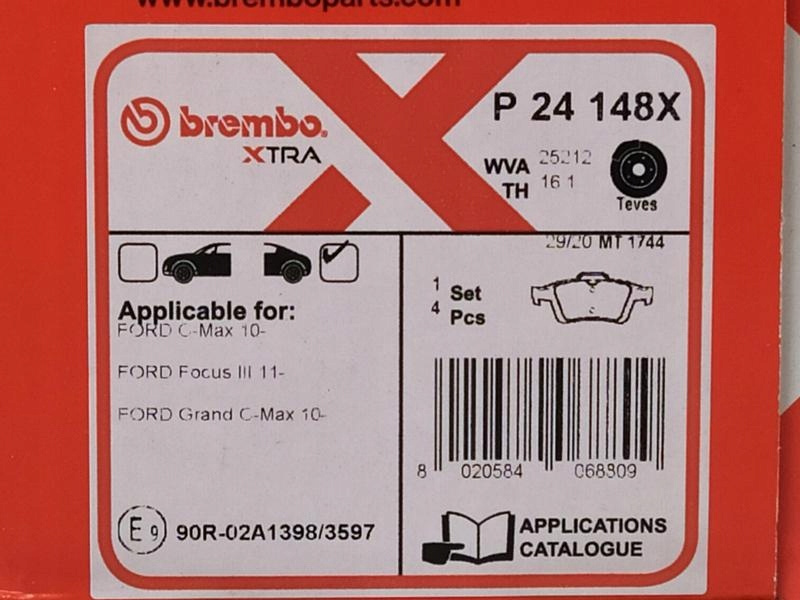 www.bremboparts.com
brembo.
XTRA
P 24 148X
WVA 25212
TH 16.1
Teves
29/20 MT 1744
1 Set
4 Pcs
Applicable for:
FORD C-Max 10-
FORD Focus III 11-
FORD Grand C-Max 10-
8 020584 068809
E9 90R-02A1398/3597
APPLICATIONS
CATALOGUE